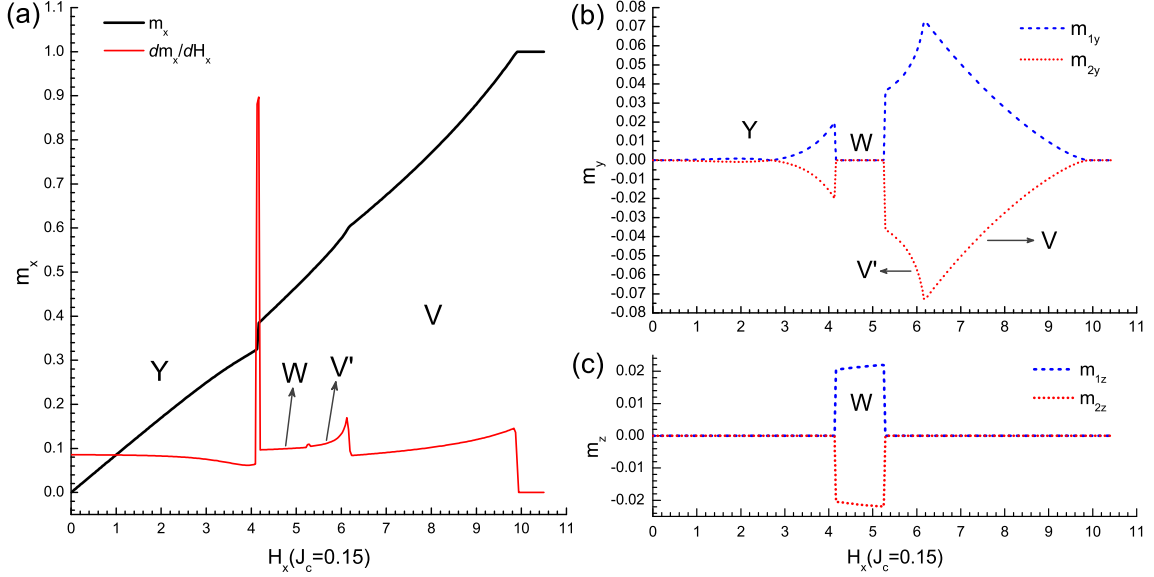 (a)
m_x
dm_x/dH_x
1.0
0.9
0.8
0.7
0.6
0.5
0.4
0.3
0.2
0.1
0.0
m_x
Y
W
V'
V
0 1 2 3 4 5 6 7 8 9 10 11
H_x(J_c=0.15)
(b)
m_1y
m_2y
0.08
0.07
0.06
0.05
0.04
0.03
0.02
0.01
0.00
-0.01
-0.02
-0.03
-0.04
-0.05
-0.06
-0.07
-0.08
m_y
Y
W
V
V'
0 1 2 3 4 5 6 7 8 9 10 11
(c)
m_1z
m_2z
0.02
0.01
0.00
-0.01
-0.02
m_z
W
0 1 2 3 4 5 6 7 8 9 10 11
H_x(J_c=0.15)